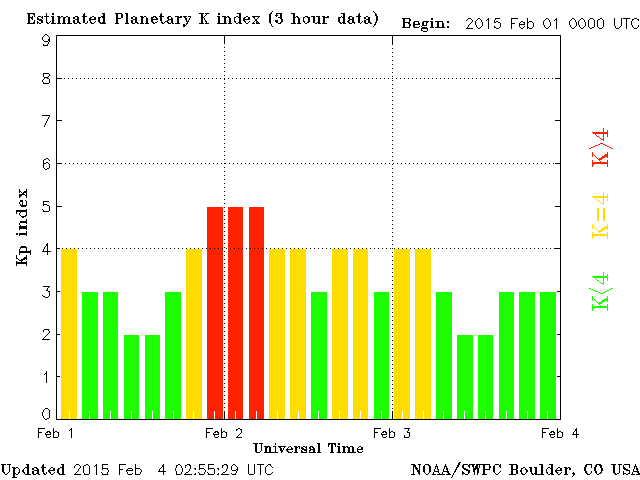 Estimated Planetary K index (3 hour data) Begin: 2015 Feb 01 0000 UTC
9
8
7
6
5
4
3
2
1
0
Kp index
K>4
K=4
K<4
Feb 1 Feb 2 Feb 3 Feb 4
Universal Time
Updated 2015 Feb 4 02:55:29 UTC NOAA/SWPC Boulder, CO USA